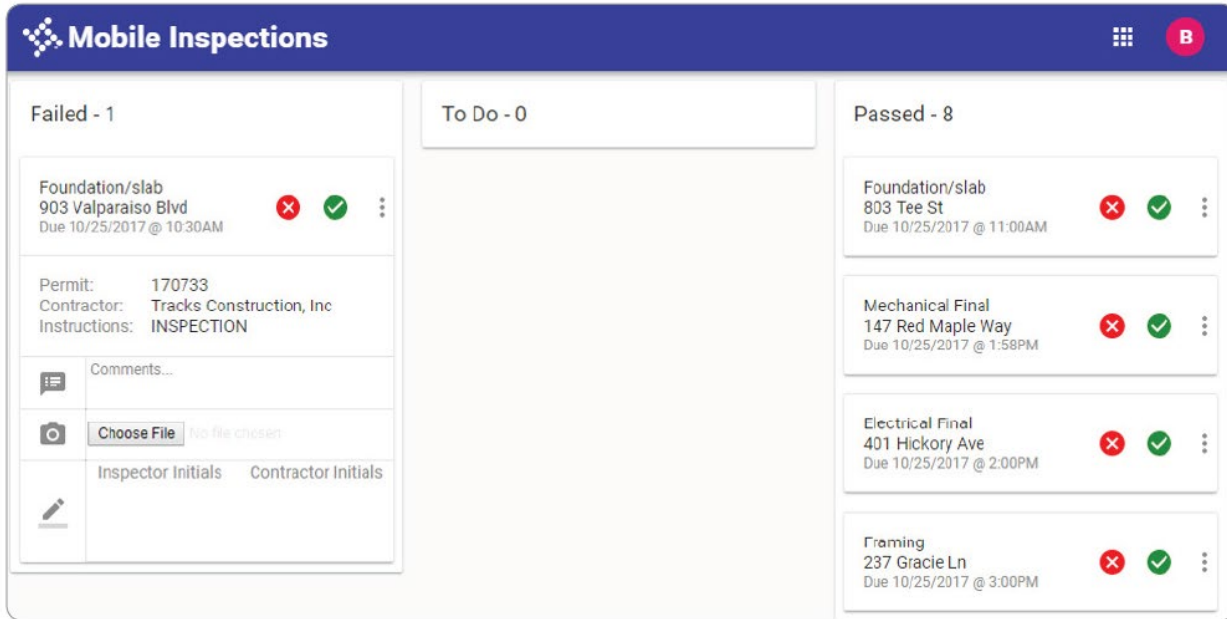 Mobile Inspections
B
Failed - 1
Foundation/slab
903 Valparaiso Blvd
Due 10/25/2017 @ 10:30AM
Permit: 170733
Contractor: Tracks Construction, Inc
Instructions: INSPECTION
Comments...
Choose File No file chosen
Inspector Initials Contractor Initials
To Do - 0
Passed - 8
Foundation/slab
803 Tee St
Due 10/25/2017 @ 11:00AM
Mechanical Final
147 Red Maple Way
Due 10/25/2017 @ 1:58PM
Electrical Final
401 Hickory Ave
Due 10/25/2017 @ 2:00PM
Framing
237 Gracie Ln
Due 10/25/2017 @ 3:00PM